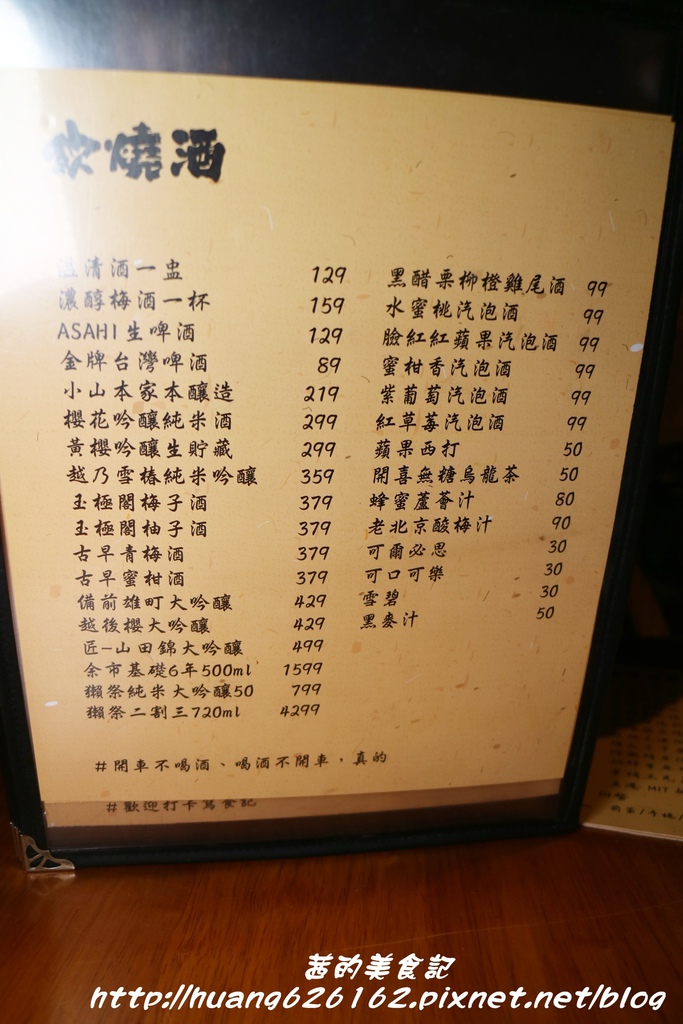 燒酒
清酒一盅 129
濃醇梅酒一杯 159
ASAHI生啤酒 129
金牌台灣啤酒 89
小山本家本釀造 219
櫻花吟釀純米酒 299
黃櫻吟釀生貯藏 299
越乃雪椿純米吟釀 359
玉極閣梅子酒 379
玉極閣柚子酒 379
古早青梅酒 379
古早蜜柑酒 379
備前雄町大吟釀 429
越後櫻大吟釀 429
匠-山田錦大吟釀 499
余市基礎6年500ml 1599
獺祭純米大吟釀50 799
獺祭二割三720ml 4299
黑醋栗柳橙雞尾酒 99
水蜜桃汽泡酒 99
臉紅紅蘋果汽泡酒 99
蜜柑香汽泡酒 99
紫葡萄汽泡酒 99
紅草莓汽泡酒 99
蘋果西打 50
開喜無糖烏龍茶 50
蜂蜜蘆薈汁 80
老北京酸梅汁 90
可爾必思 30
可口可樂 30
雪碧 30
黑麥汁 50
#開車不喝酒、喝酒不開車，真的
#歡迎打卡寫食記
MIT
茜的美食記
http://huang626162.pixnet.net/blog